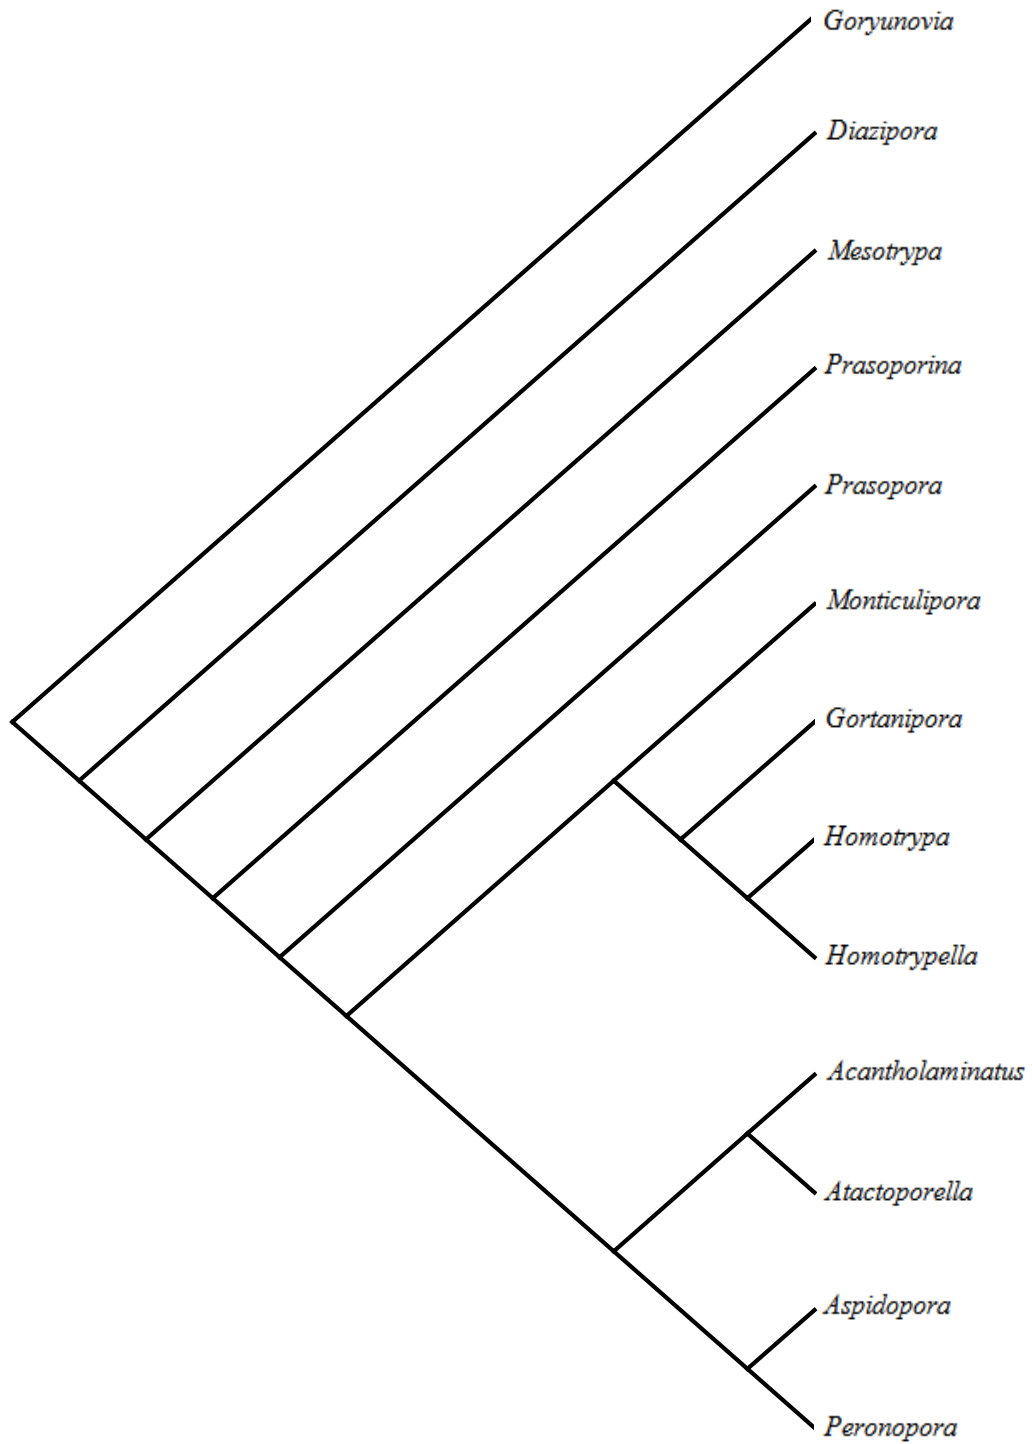 Goryunovia
Diazipora
Mesotrypa
Prasoporina
Prasopora
Monticulipora
Gortanipora
Homotrypa
Homotrypella
Acantholaminatus
Atactoporella
Aspidopora
Peronopora